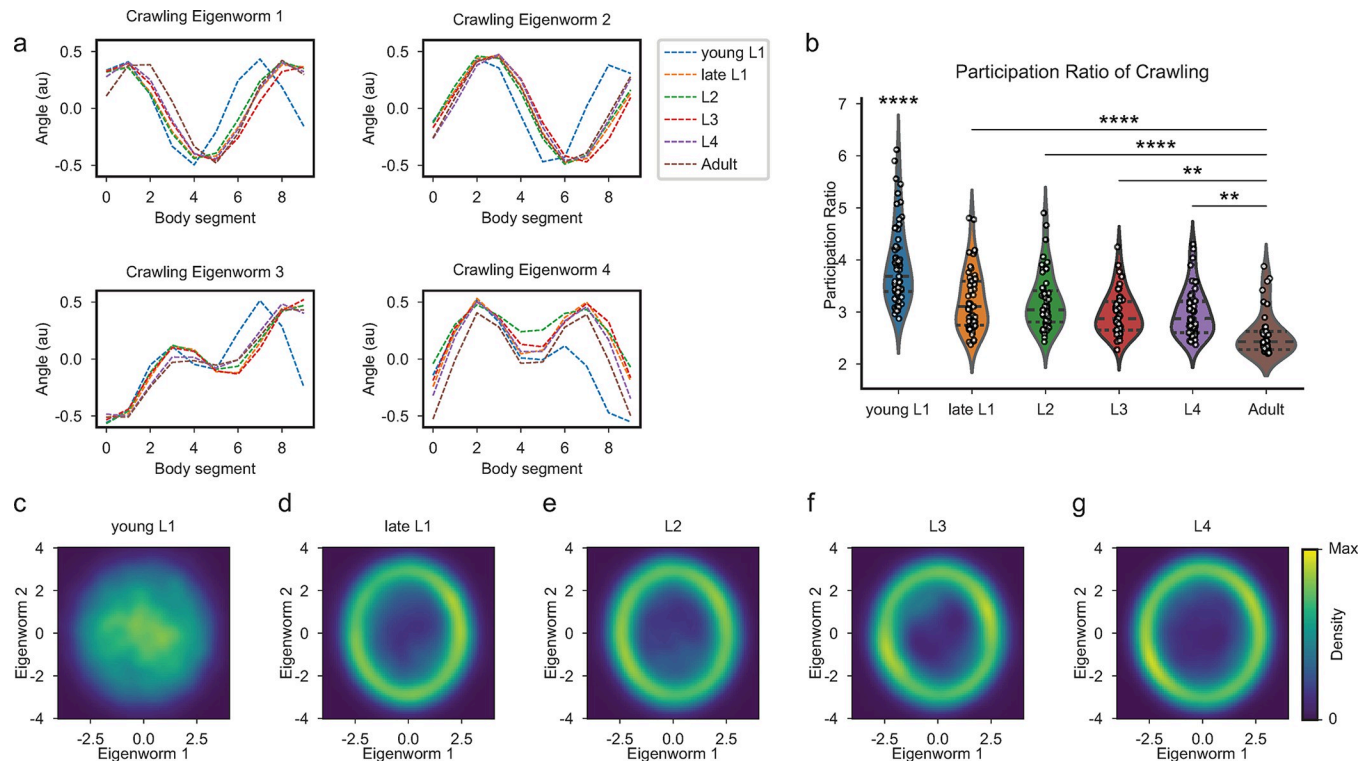 a
Crawling Eigenworm 1
Angle (au)
0.5
0.0
-0.5
0 2 4 6 8
Body segment
Crawling Eigenworm 2
Angle (au)
0.5
0.0
-0.5
0 2 4 6 8
Body segment
young L1
late L1
L2
L3
L4
Adult
Crawling Eigenworm 3
Angle (au)
0.5
0.0
-0.5
0 2 4 6 8
Body segment
Crawling Eigenworm 4
Angle (au)
0.5
0.0
-0.5
0 2 4 6 8
Body segment
b
Participation Ratio of Crawling
Participation Ratio
7
6
5
4
3
2
****
****
****
**
**
young L1 late L1 L2 L3 L4 Adult
c
young L1
Eigenworm 2
4
2
0
-2
-4
-2.5 0.0 2.5
Eigenworm 1
d
late L1
Eigenworm 2
4
2
0
-2
-4
-2.5 0.0 2.5
Eigenworm 1
e
L2
Eigenworm 2
4
2
0
-2
-4
-2.5 0.0 2.5
Eigenworm 1
f
L3
Eigenworm 2
4
2
0
-2
-4
-2.5 0.0 2.5
Eigenworm 1
g
L4
Eigenworm 2
4
2
0
-2
-4
-2.5 0.0 2.5
Eigenworm 1
Max
Density
0